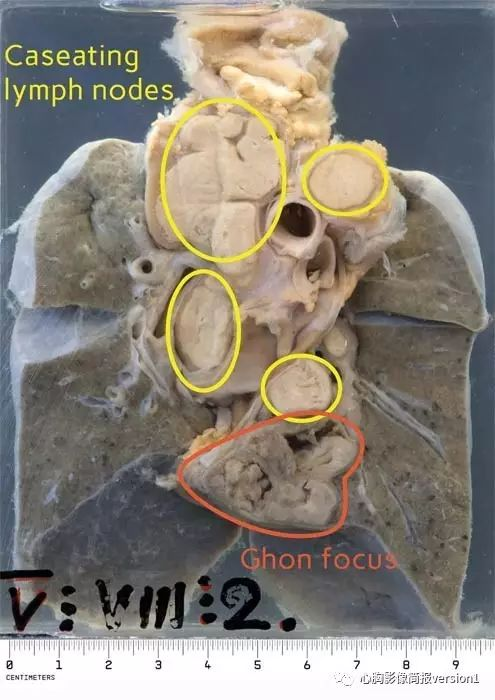 Caseating
lymph nodes
Ghon focus
V:VIII:2.
0 1 2 3 4 5 6 7 8 9
CENTIMETERS
心胸影像简报version1